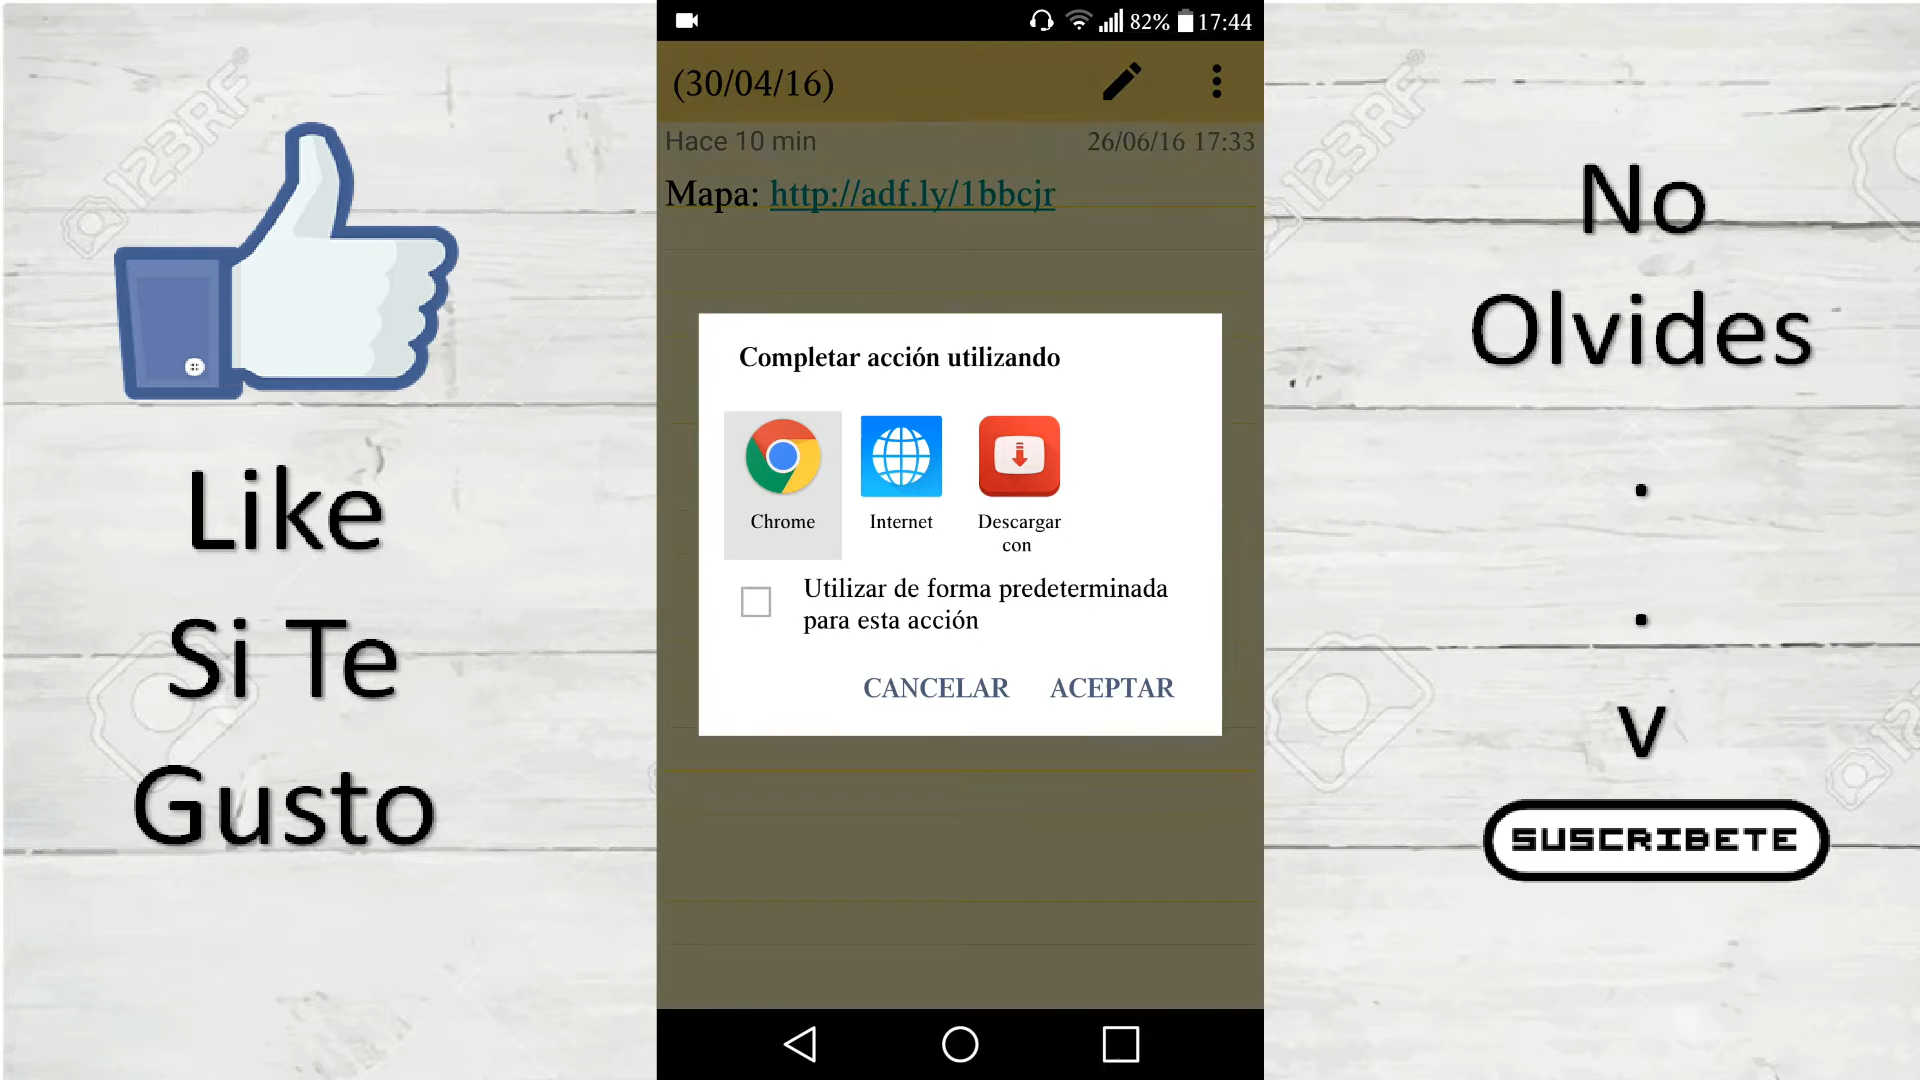 Like
Si Te
Gusto
82% 17:44
(30/04/16)
Hace 10 min 26/06/16 17:33
Mapa: http://adf.ly/1bbcjr
Completar acción utilizando
Chrome
Internet
Descargar
con
Utilizar de forma predeterminada
para esta acción
CANCELAR ACEPTAR
No
Olvides
.
.
v
SUSCRIBETE
123RF
123RF